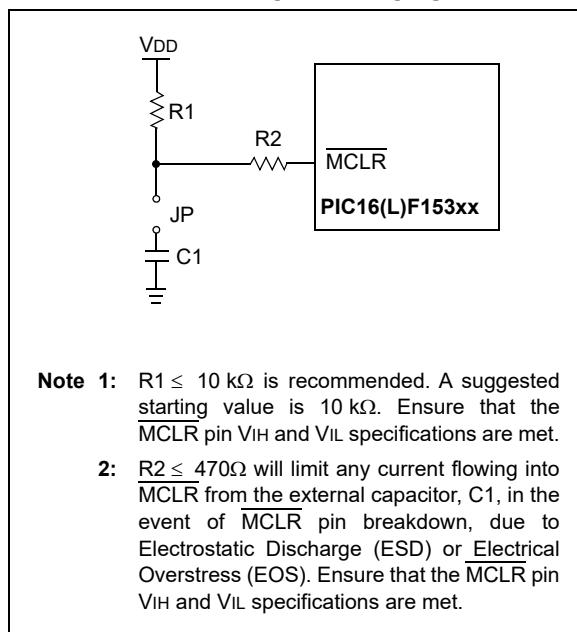 VDD
R1
R2
MCLR
PIC16(L)F153xx
JP
C1
Note 1: R1 ≤ 10 kΩ is recommended. A suggested
starting value is 10 kΩ. Ensure that the
MCLR pin VIH and VIL specifications are met.
2: R2 ≤ 470Ω will limit any current flowing into
MCLR from the external capacitor, C1, in the
event of MCLR pin breakdown, due to
Electrostatic Discharge (ESD) or Electrical
Overstress (EOS). Ensure that the MCLR pin
VIH and VIL specifications are met.